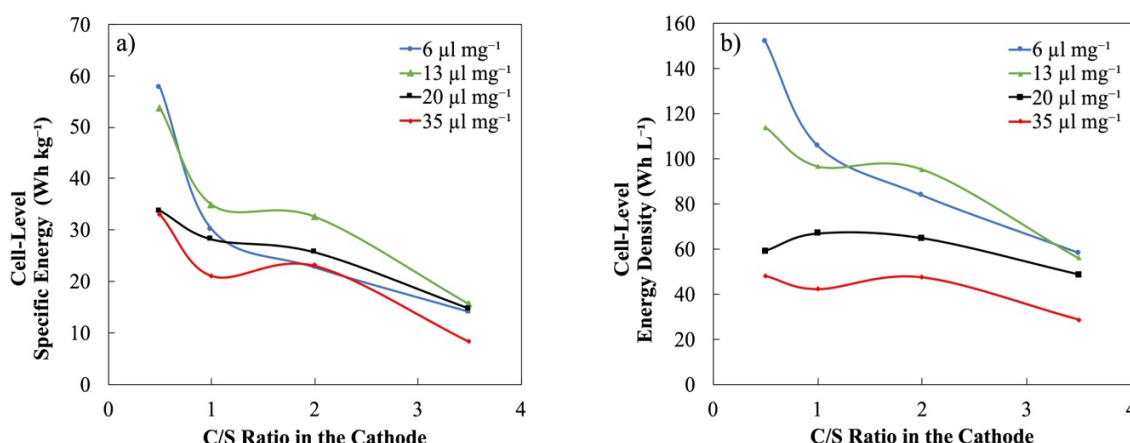 a)
6 µl mg⁻¹
13 µl mg⁻¹
20 µl mg⁻¹
35 µl mg⁻¹
70
60
50
40
30
20
10
0
0 1 2 3 4
Cell-Level
Specific Energy (Wh kg⁻¹)
C/S Ratio in the Cathode
b)
6 µl mg⁻¹
13 µl mg⁻¹
20 µl mg⁻¹
35 µl mg⁻¹
160
140
120
100
80
60
40
20
0
0 1 2 3 4
Cell-Level
Energy Density (Wh L⁻¹)
C/S Ratio in the Cathode